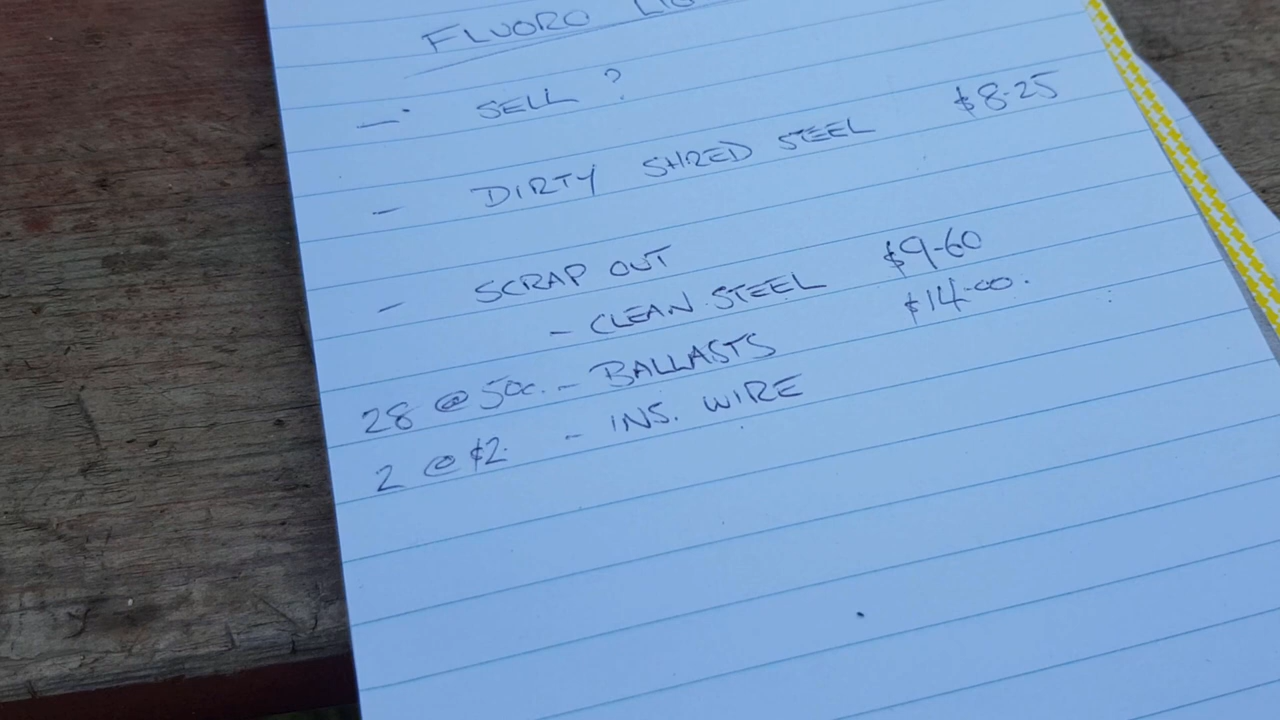 FLUORO
- SELL ?
- DIRTY SHRED STEEL $8-25
- SCRAP OUT
- CLEAN STEEL $9-60
28 @ 50c. - BALLASTS $14-00.
2 @ $2. - INS. WIRE